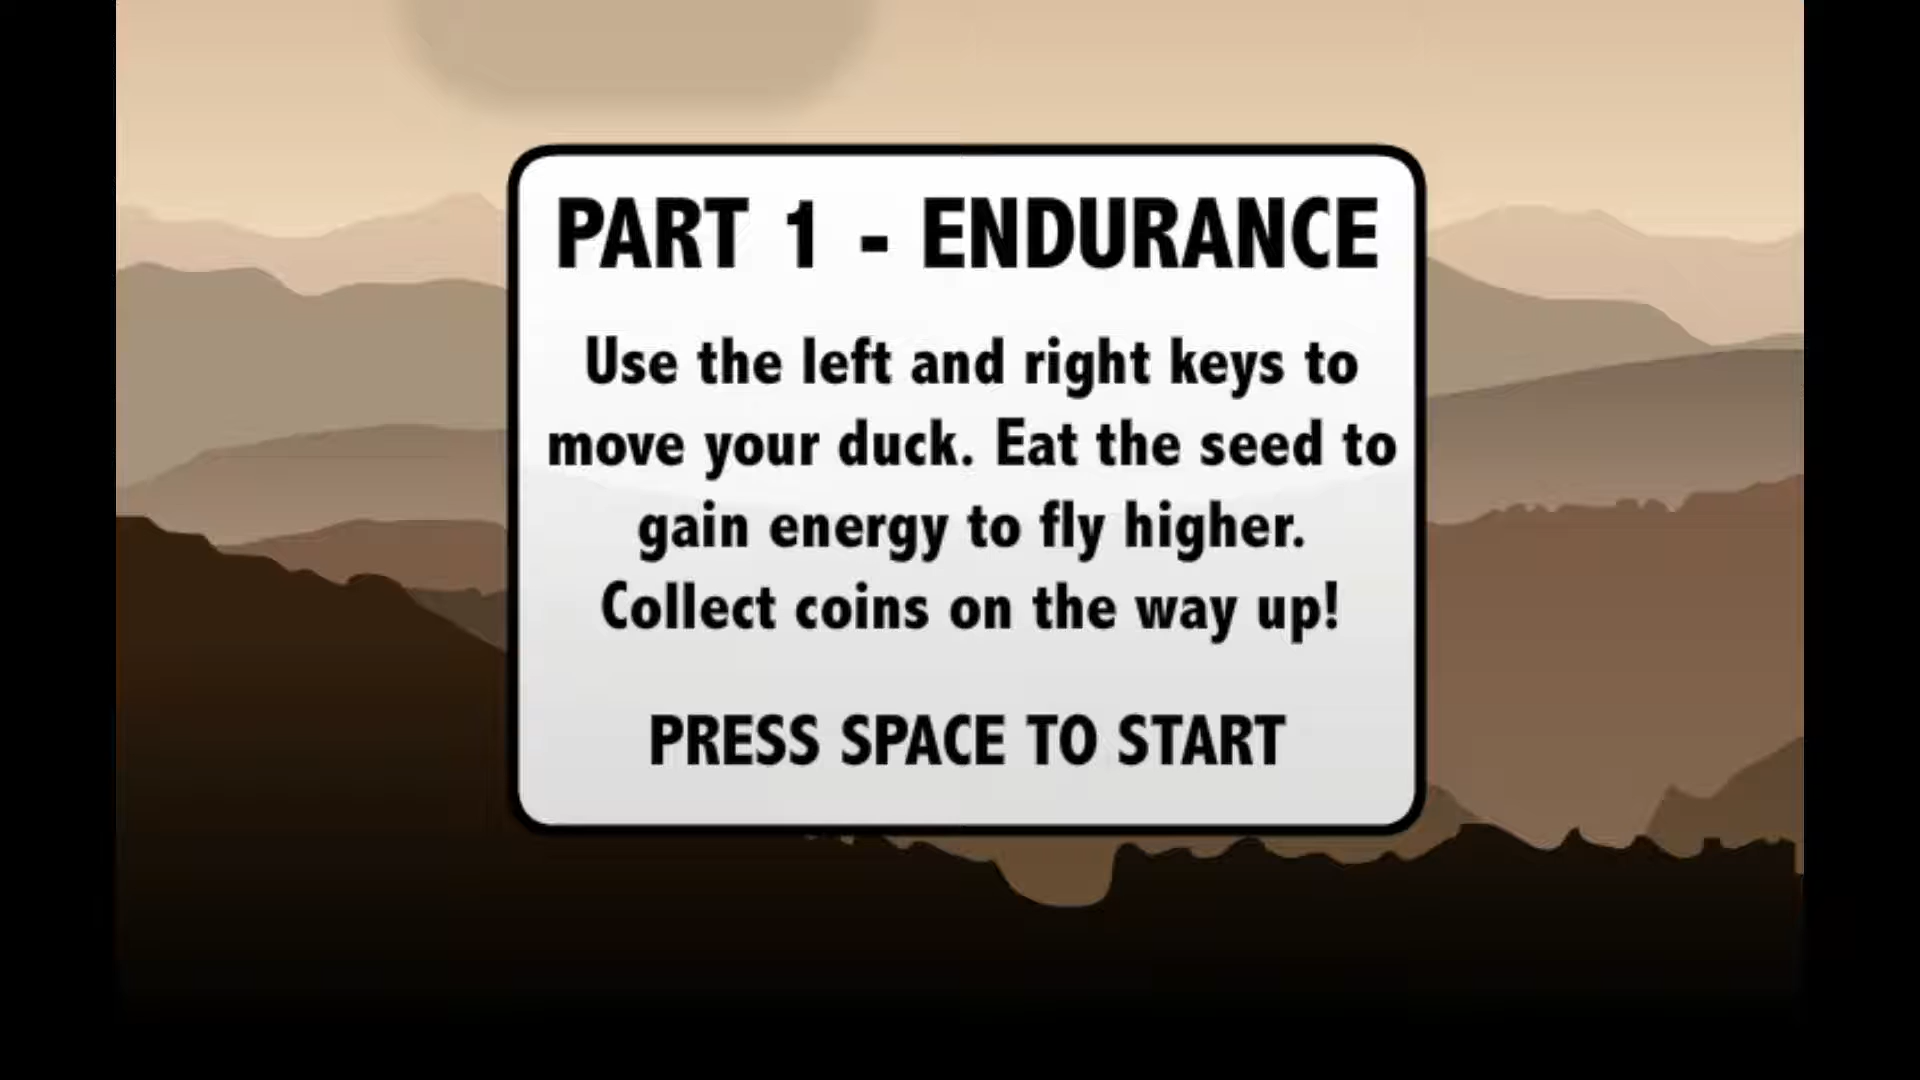 PART 1 - ENDURANCE
Use the left and right keys to
move your duck. Eat the seed to
gain energy to fly higher.
Collect coins on the way up!
PRESS SPACE TO START